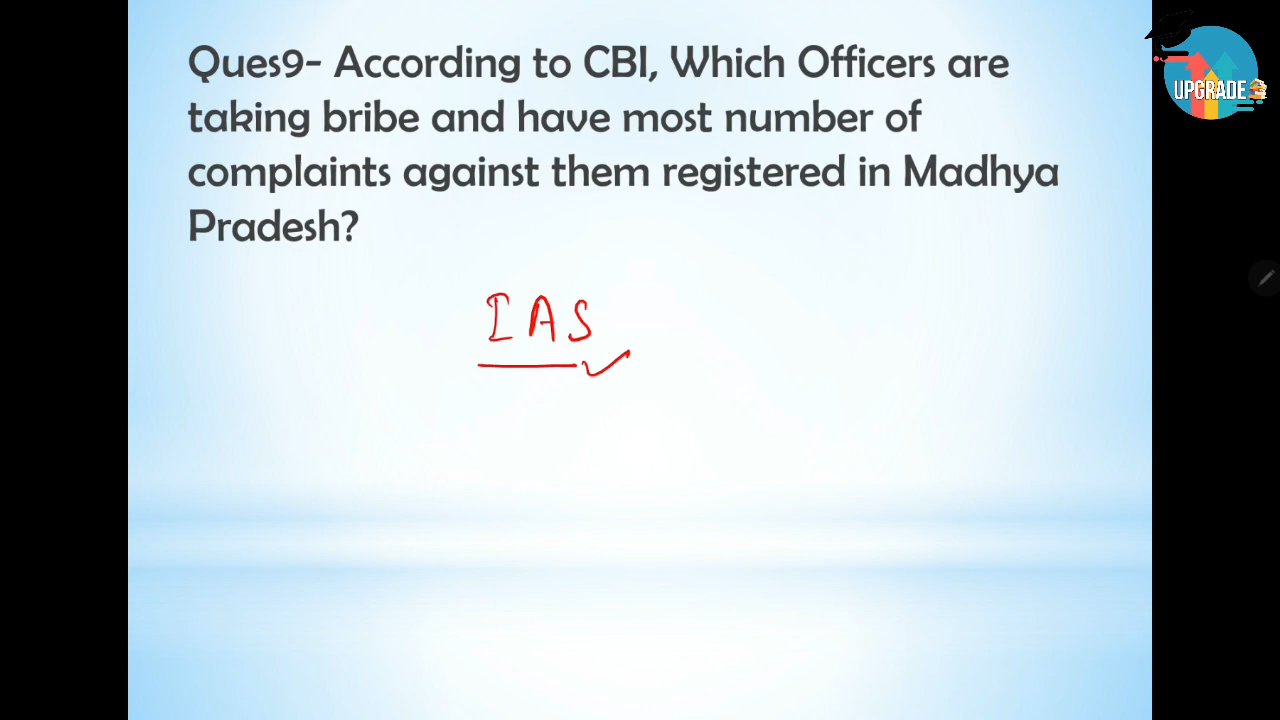 Ques9- According to CBI, Which Officers are
taking bribe and have most number of
complaints against them registered in Madhya
Pradesh?
IAS
UPGRADE